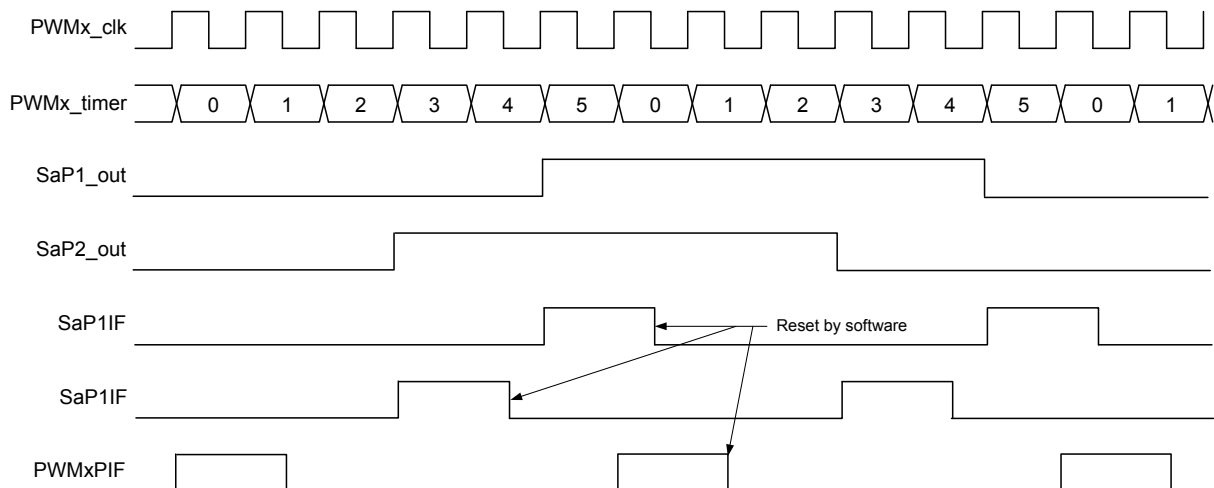 PWMx_clk
PWMx_timer 0 1 2 3 4 5 0 1 2 3 4 5 0 1
SaP1_out
SaP2_out
SaP1IF Reset by software
SaP1IF
PWMxPIF